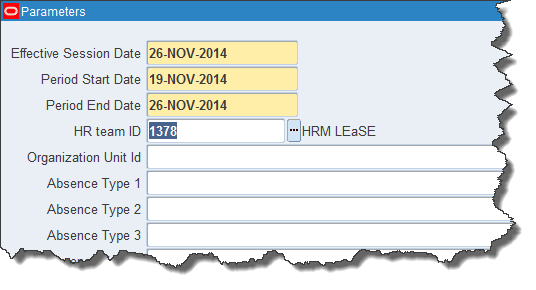 Parameters
Effective Session Date 26-NOV-2014
Period Start Date 19-NOV-2014
Period End Date 26-NOV-2014
HR team ID 1378 ... HRM LEaSE
Organization Unit Id
Absence Type 1
Absence Type 2
Absence Type 3